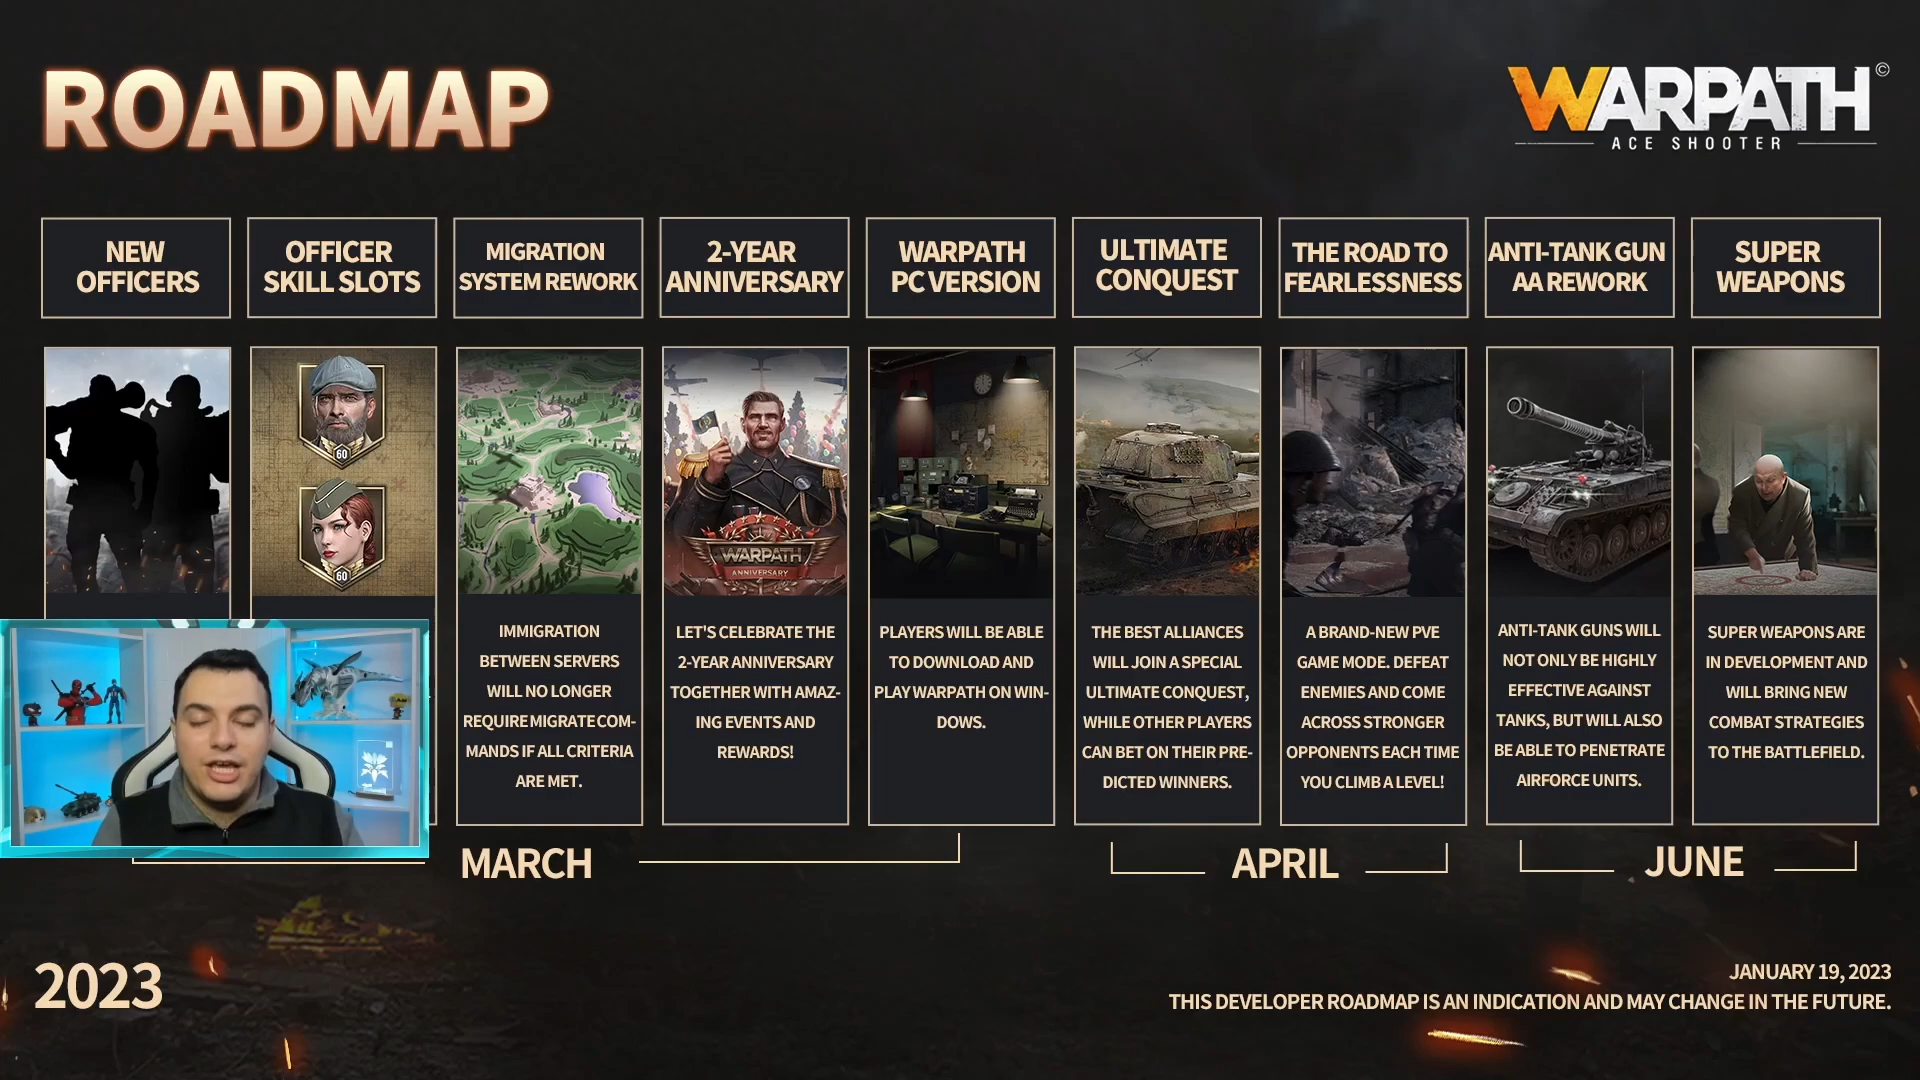 ROADMAP
WARPATH©
ACE SHOOTER
NEW
OFFICERS
OFFICER
SKILL SLOTS
MIGRATION
SYSTEM REWORK
2-YEAR
ANNIVERSARY
WARPATH
PC VERSION
ULTIMATE
CONQUEST
THE ROAD TO
FEARLESSNESS
ANTI-TANK GUN
AA REWORK
SUPER
WEAPONS
60
60
WARPATH
ANNIVERSARY
IMMIGRATION
BETWEEN SERVERS
WILL NO LONGER
REQUIRE MIGRATE COM-
MANDS IF ALL CRITERIA
ARE MET.
LET'S CELEBRATE THE
2-YEAR ANNIVERSARY
TOGETHER WITH AMAZ-
ING EVENTS AND
REWARDS!
PLAYERS WILL BE ABLE
TO DOWNLOAD AND
PLAY WARPATH ON WIN-
DOWS.
THE BEST ALLIANCES
WILL JOIN A SPECIAL
ULTIMATE CONQUEST,
WHILE OTHER PLAYERS
CAN BET ON THEIR PRE-
DICTED WINNERS.
A BRAND-NEW PVE
GAME MODE. DEFEAT
ENEMIES AND COME
ACROSS STRONGER
OPPONENTS EACH TIME
YOU CLIMB A LEVEL!
ANTI-TANK GUNS WILL
NOT ONLY BE HIGHLY
EFFECTIVE AGAINST
TANKS, BUT WILL ALSO
BE ABLE TO PENETRATE
AIRFORCE UNITS.
SUPER WEAPONS ARE
IN DEVELOPMENT AND
WILL BRING NEW
COMBAT STRATEGIES
TO THE BATTLEFIELD.
MARCH
APRIL
JUNE
2023
JANUARY 19, 2023
THIS DEVELOPER ROADMAP IS AN INDICATION AND MAY CHANGE IN THE FUTURE.